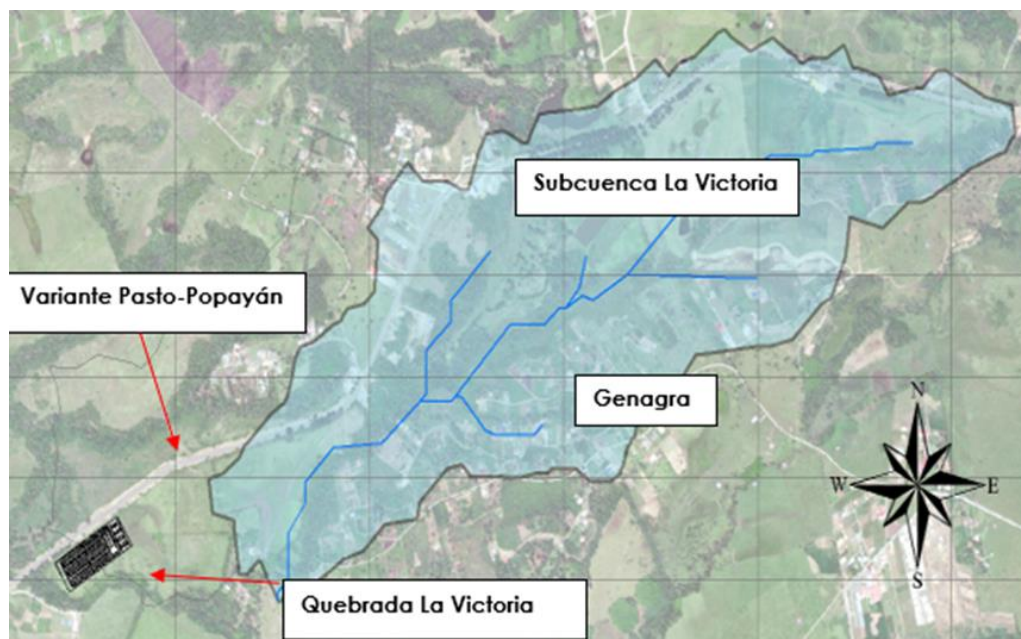 Subcuenca La Victoria
Variante Pasto-Popayán
Genagra
N
W
E
S
Quebrada La Victoria